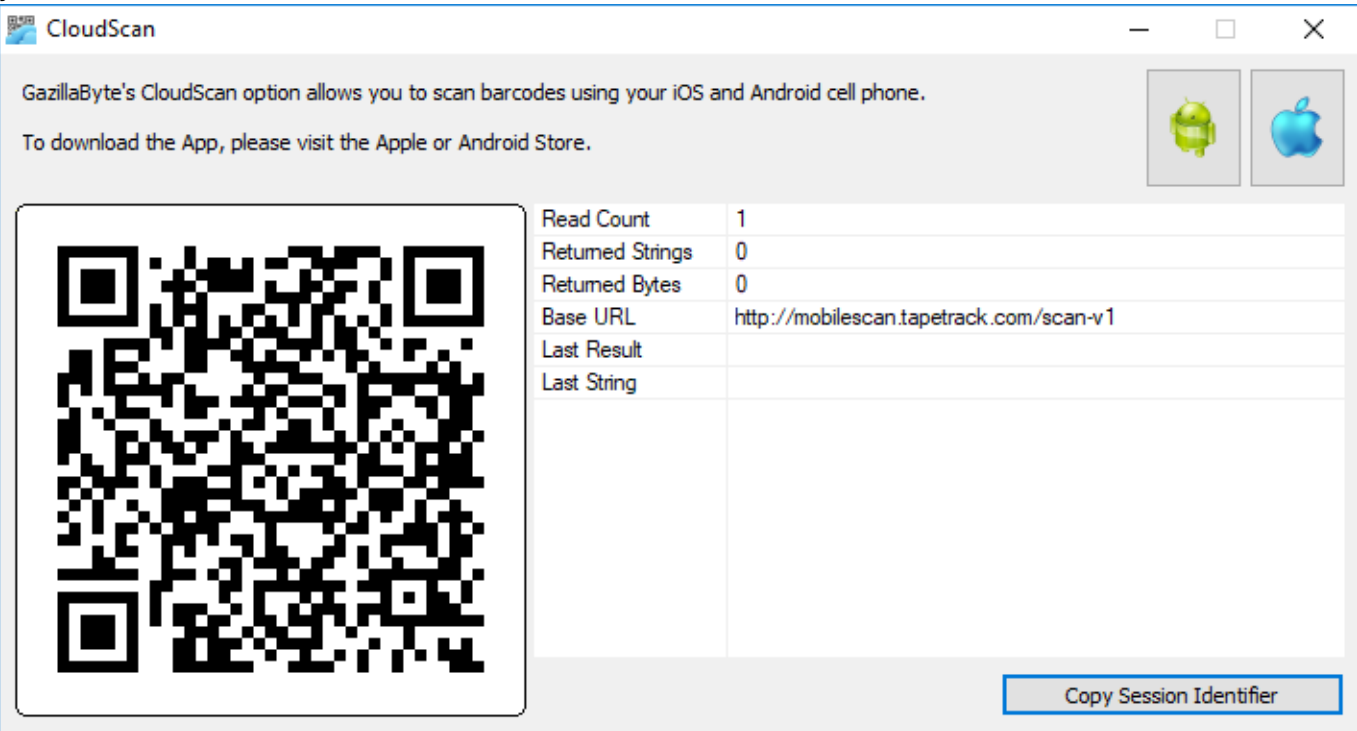 CloudScan
GazillaByte's CloudScan option allows you to scan barcodes using your iOS and Android cell phone.
To download the App, please visit the Apple or Android Store.
Read Count 1
Returned Strings 0
Returned Bytes 0
Base URL http://mobilescan.tapetrack.com/scan-v1
Last Result
Last String
Copy Session Identifier